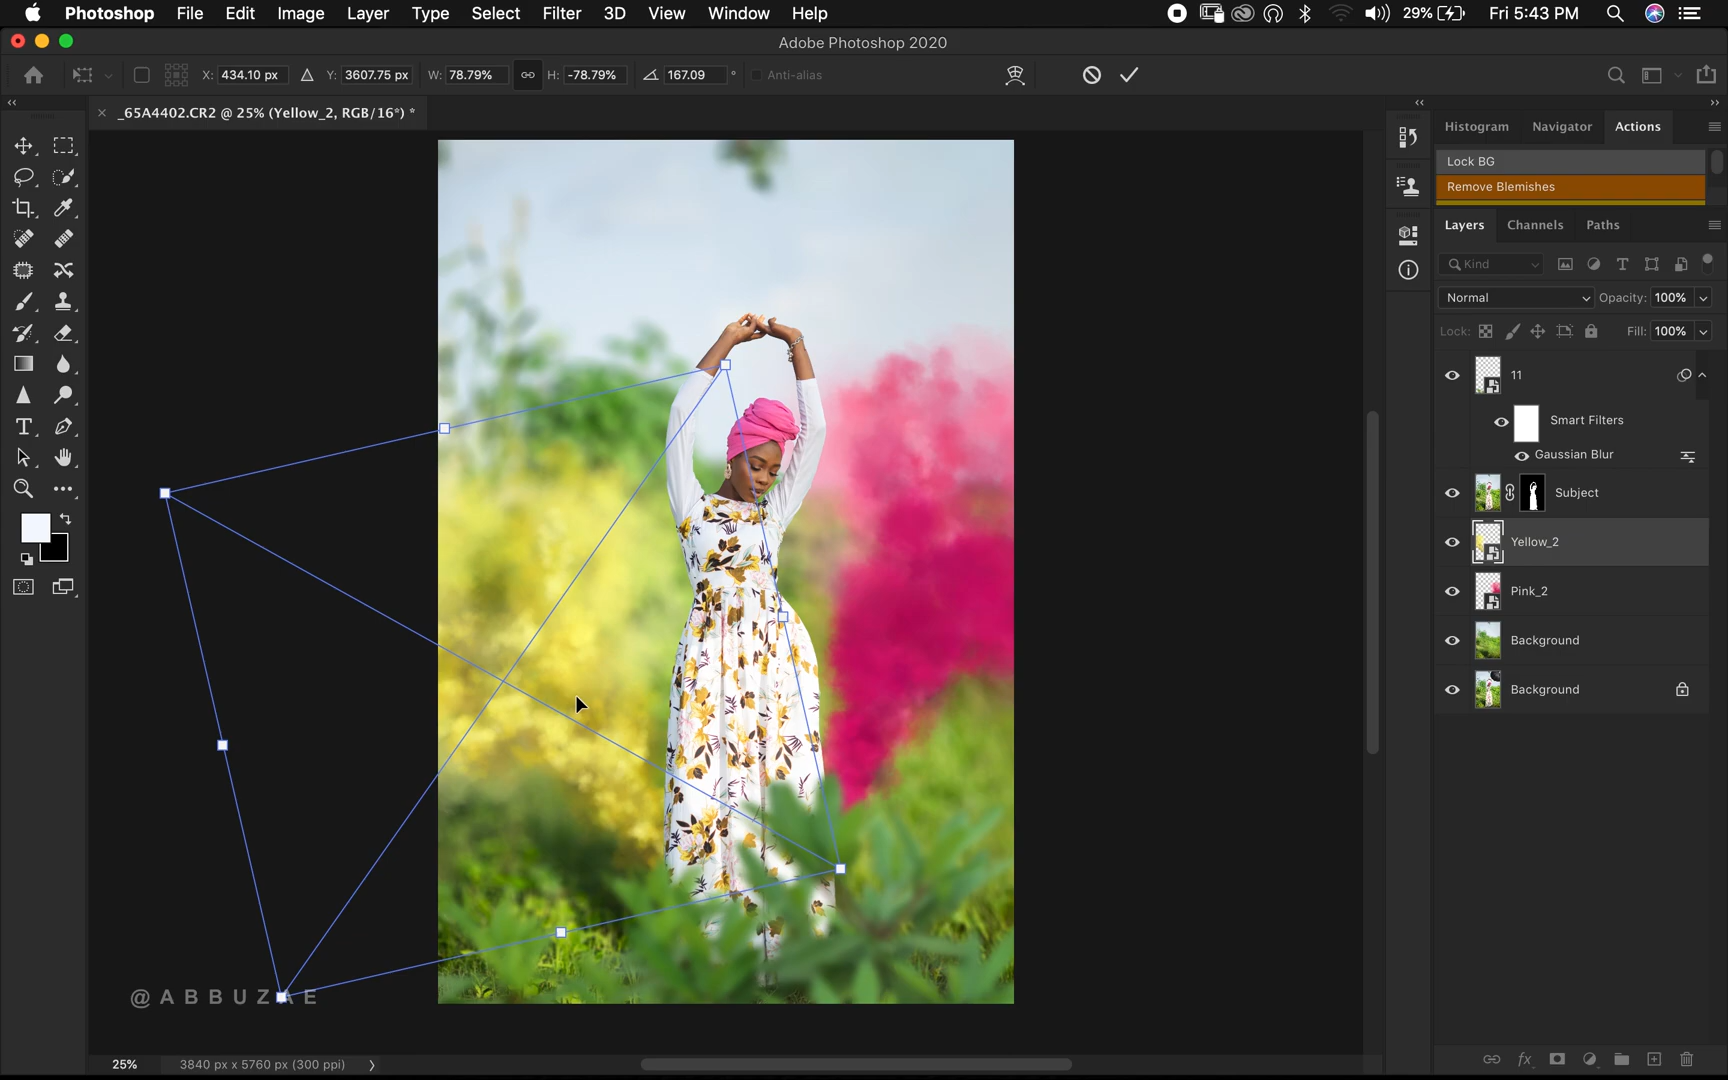 Photoshop File Edit Image Layer Type Select Filter 3D View Window Help 29% Fri 5:43 PM
Adobe Photoshop 2020
X: 434.10 px Y: 3607.75 px W: 78.79% H: -78.79% 167.09 ° Anti-alias
_65A4402.CR2 @ 25% (Yellow_2, RGB/16*) *
Histogram Navigator Actions
Lock BG
Remove Blemishes
Layers Channels Paths
Kind
Normal Opacity: 100%
Lock: Fill: 100%
11
Smart Filters
Gaussian Blur
Subject
Yellow_2
Pink_2
Background
Background
@ABBUZAE
25% 3840 px x 5760 px (300 ppi)